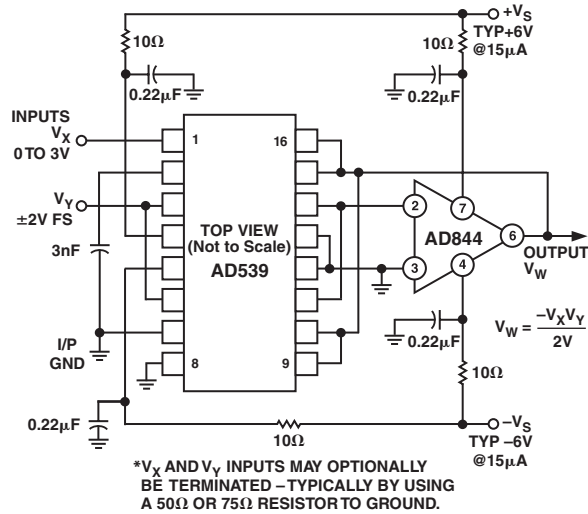 +VS
TYP+6V
@15µA
10Ω
10Ω
0.22µF
0.22µF
INPUTS
VX
0 TO 3V
1
16
VY
±2V FS
2
7
TOP VIEW
(Not to Scale)
AD539
AD844
6
3nF
3
4
OUTPUT
VW
I/P
GND
8
9
0.22µF
VW = −VXVY
2V
10Ω
0.22µF
10Ω
−VS
TYP −6V
@15µA
*VX AND VY INPUTS MAY OPTIONALLY
BE TERMINATED – TYPICALLY BY USING
A 50Ω OR 75Ω RESISTOR TO GROUND.